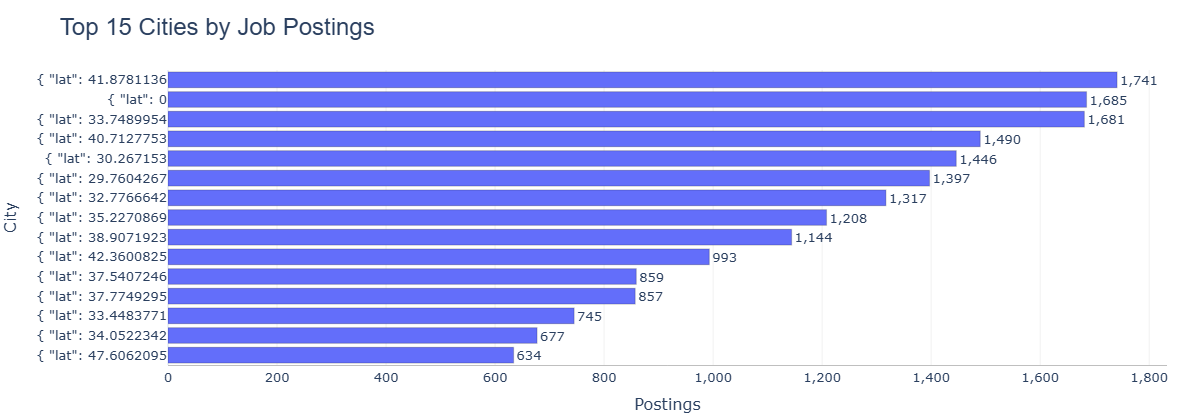 Top 15 Cities by Job Postings
{ "lat": 41.8781136 1,741
{ "lat": 0 1,685
{ "lat": 33.7489954 1,681
{ "lat": 40.7127753 1,490
{ "lat": 30.267153 1,446
{ "lat": 29.7604267 1,397
{ "lat": 32.7766642 1,317
{ "lat": 35.2270869 1,208
{ "lat": 38.9071923 1,144
{ "lat": 42.3600825 993
{ "lat": 37.5407246 859
{ "lat": 37.7749295 857
{ "lat": 33.4483771 745
{ "lat": 34.0522342 677
{ "lat": 47.6062095 634
City
0 200 400 600 800 1,000 1,200 1,400 1,600 1,800
Postings